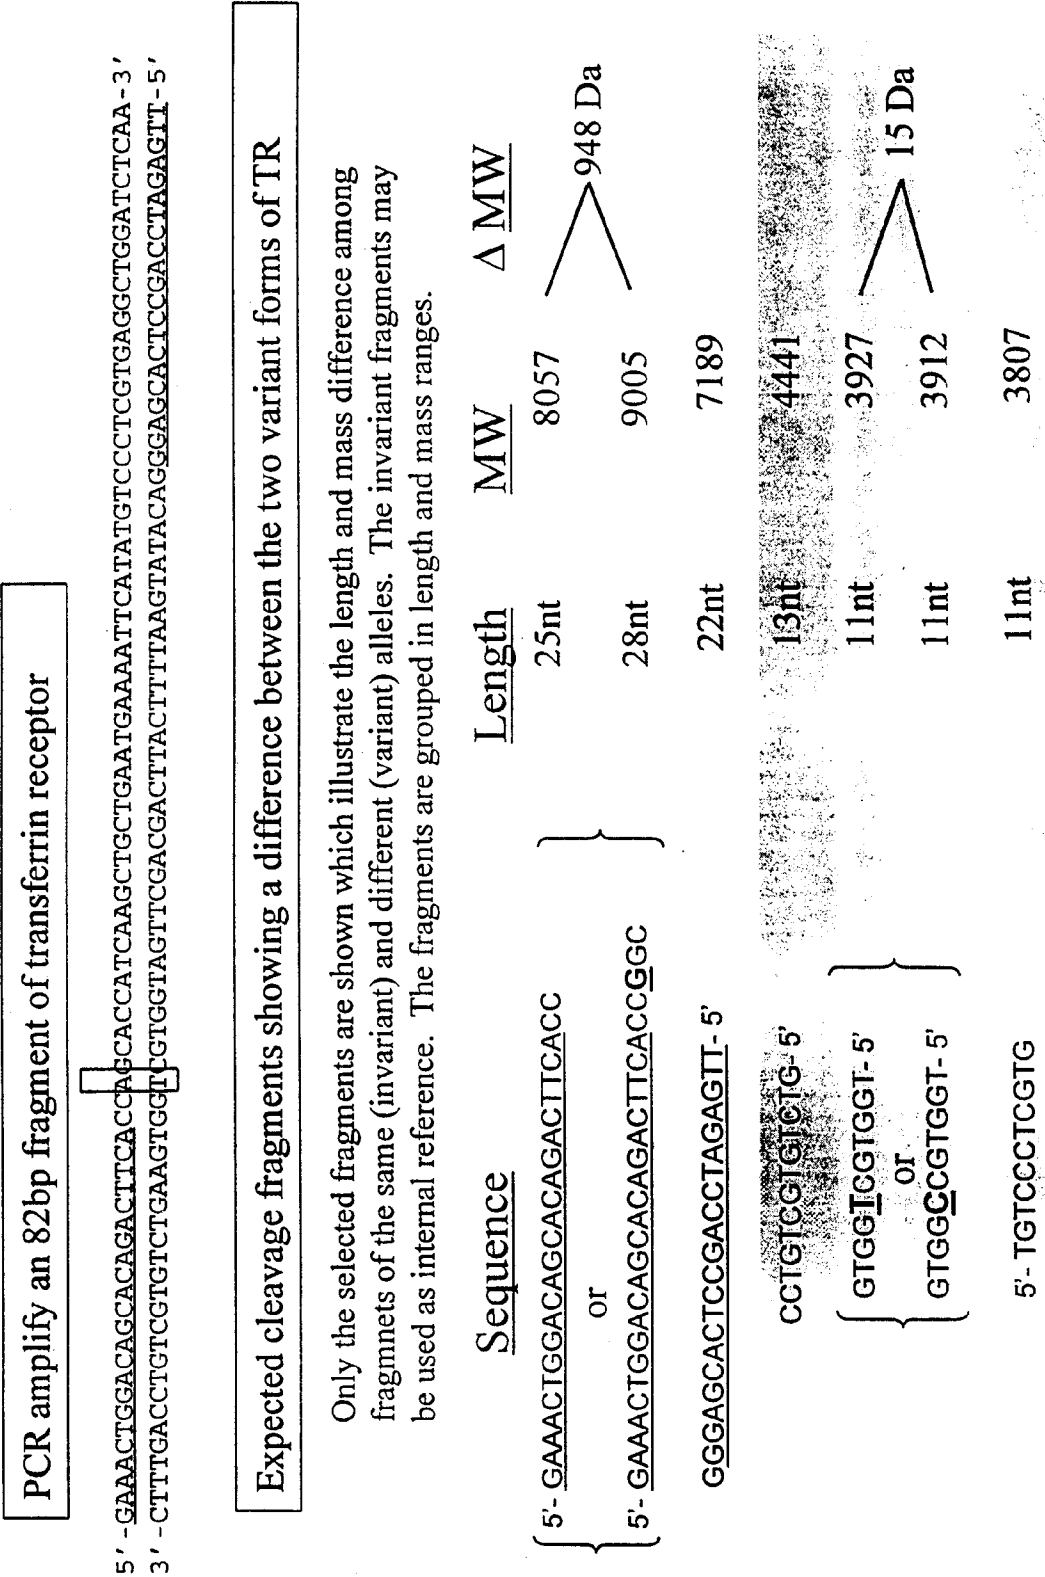 PCR amplify an 82bp fragment of transferrin receptor
5' -GAAACTGGACAGCACAGACTTCACCAGCACCATCAAGCTGCTGAATGAAAATTCATATGTCCCTCGTGAGGCTGGATCTCAA-3'
3' -CTTTGACCTGTCGTGTCTGAAGTGGTCGTGGTAGTTCGACGACTTACTTTTAAGTATACAGGGAGCACTCCGACCTAGAGTT-5'
Expected cleavage fragments showing a difference between the two variant forms of TR
Only the selected fragments are shown which illustrate the length and mass difference among
fragmnets of the same (invariant) and different (variant) alleles. The invariant fragments may
be used as internal reference. The fragments are grouped in length and mass ranges.
Sequence Length MW Δ MW
5'- GAAACTGGACAGCACAGACTTCACC 25nt 8057
or 948 Da
5'- GAAACTGGACAGCACAGACTTCACCGGC 28nt 9005
GGGAGCACTCCGACCTAGAGTT- 5' 22nt 7189
CCTGTCGTGTCTG- 5' 13nt 4441
GTGGTCGTGGT- 5' 11nt 3927
or 15 Da
GTGGCCGTGGT- 5' 11nt 3912
5'- TGTCCCTCGTG 11nt 3807